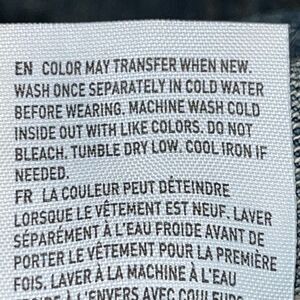 EN COLOR MAY TRANSFER WHEN NEW.
WASH ONCE SEPARATELY IN COLD WATER
BEFORE WEARING. MACHINE WASH COLD
INSIDE OUT WITH LIKE COLORS. DO NOT
BLEACH. TUMBLE DRY LOW. COOL IRON IF
NEEDED.
FR LA COULEUR PEUT DÉTEINDRE
LORSQUE LE VÊTEMENT EST NEUF. LAVER
SÉPARÉMENT À L'EAU FROIDE AVANT DE
PORTER LE VÊTEMENT POUR LA PREMIÈRE
FOIS. LAVER À LA MACHINE À L'EAU
À L'ENVERS AVEC COULEURS